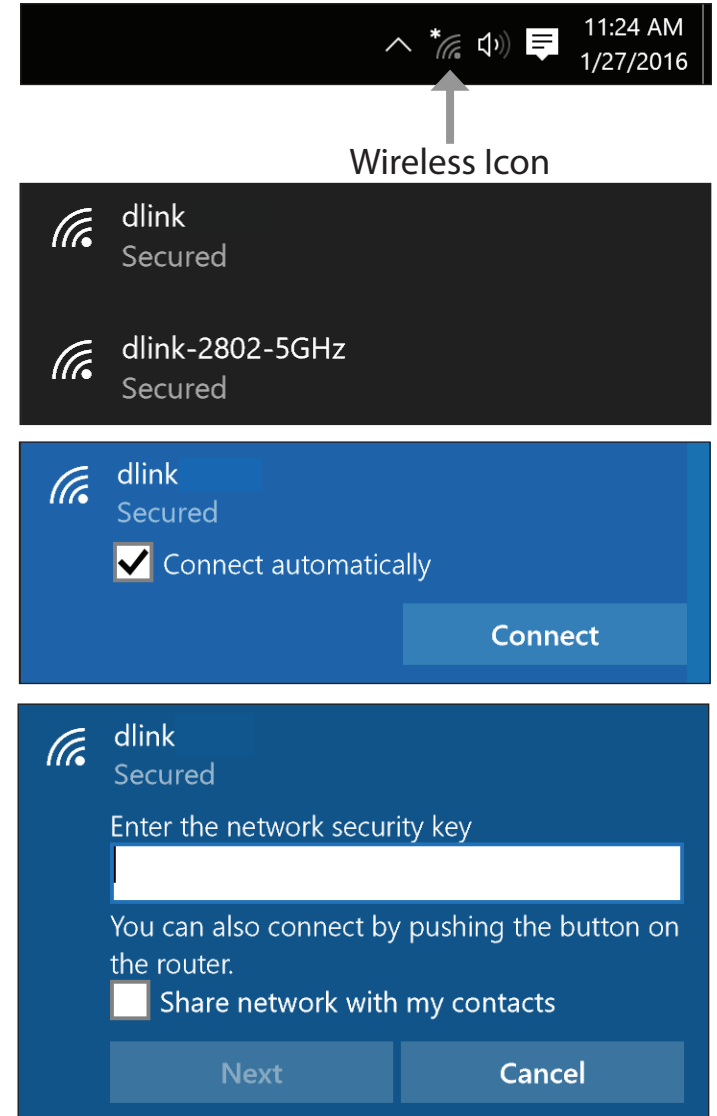 11:24 AM
1/27/2016
Wireless Icon
dlink
Secured
dlink-2802-5GHz
Secured
dlink
Secured
Connect automatically
Connect
dlink
Secured
Enter the network security key
You can also connect by pushing the button on
the router.
Share network with my contacts
Next Cancel